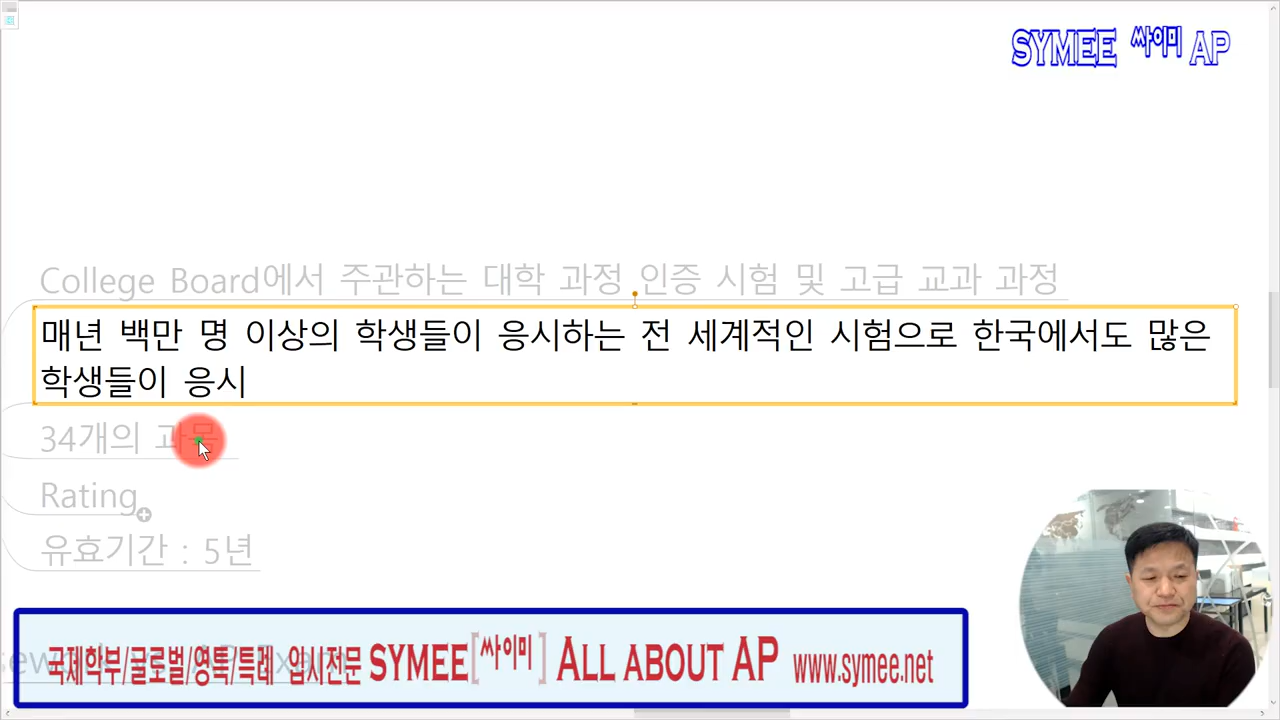 SYMEE 싸이미 AP
College Board에서 주관하는 대학 과정 인증 시험 및 고급 교과 과정
매년 백만 명 이상의 학생들이 응시하는 전 세계적인 시험으로 한국에서도 많은
학생들이 응시
34개의 과목
Rating
유효기간 : 5년
국제학부/글로벌/영특/특례 입시전문 SYMEE[싸이미] ALL ABOUT AP www.symee.net